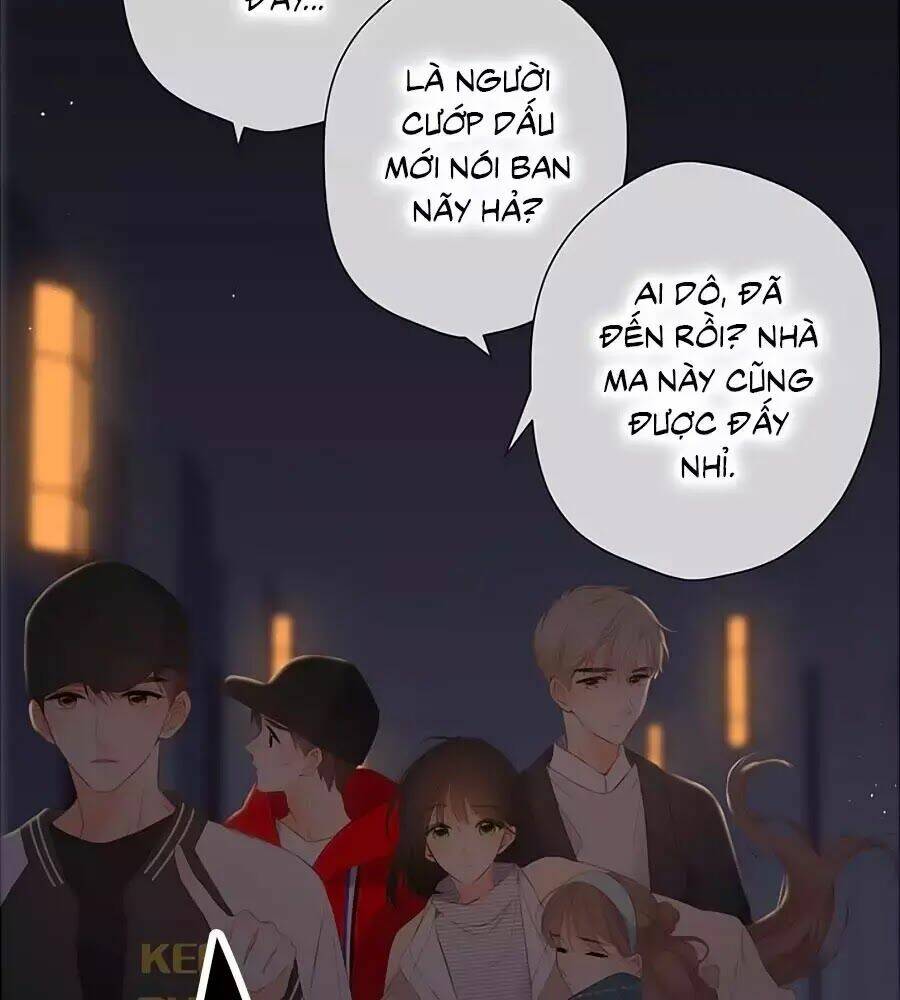 ĐẤY...
LÀ NGƯỜI
CƯỚP DẤU
MỚI NÓI BAN
NÃY HẢ?
AI DÔ, ĐÃ
ĐẾN RỒI? NHÀ
MA NÀY CŨNG
ĐƯỢC ĐẤY
NHỈ.